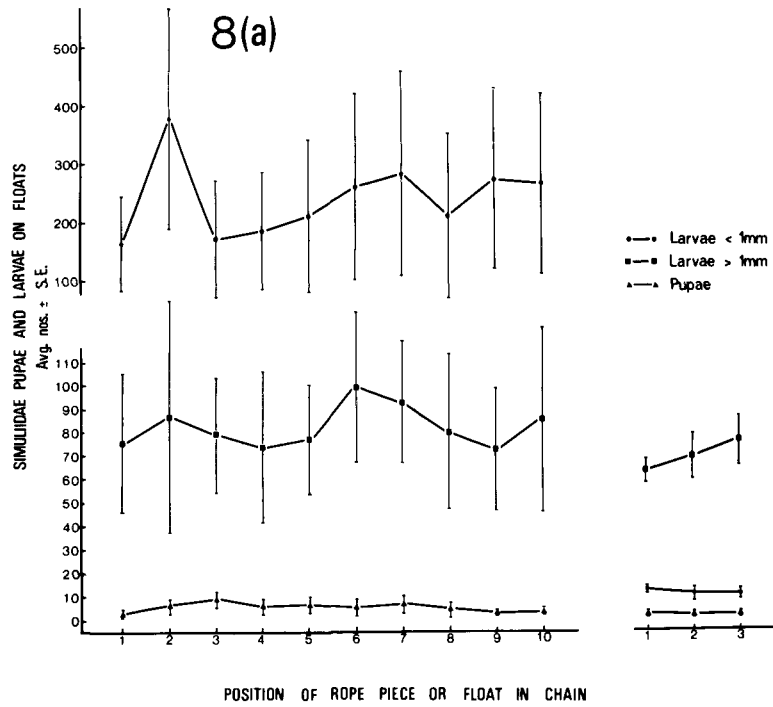 8(a)
500
400
300
200
100
110
100
90
80
70
60
50
40
30
20
10
0
SIMULIIDAE PUPAE AND LARVAE ON FLOATS
Avg. nos. ± S.E.
Larvae < 1mm
Larvae > 1mm
Pupae
1 2 3 4 5 6 7 8 9 10
1 2 3
POSITION OF ROPE PIECE OR FLOAT IN CHAIN